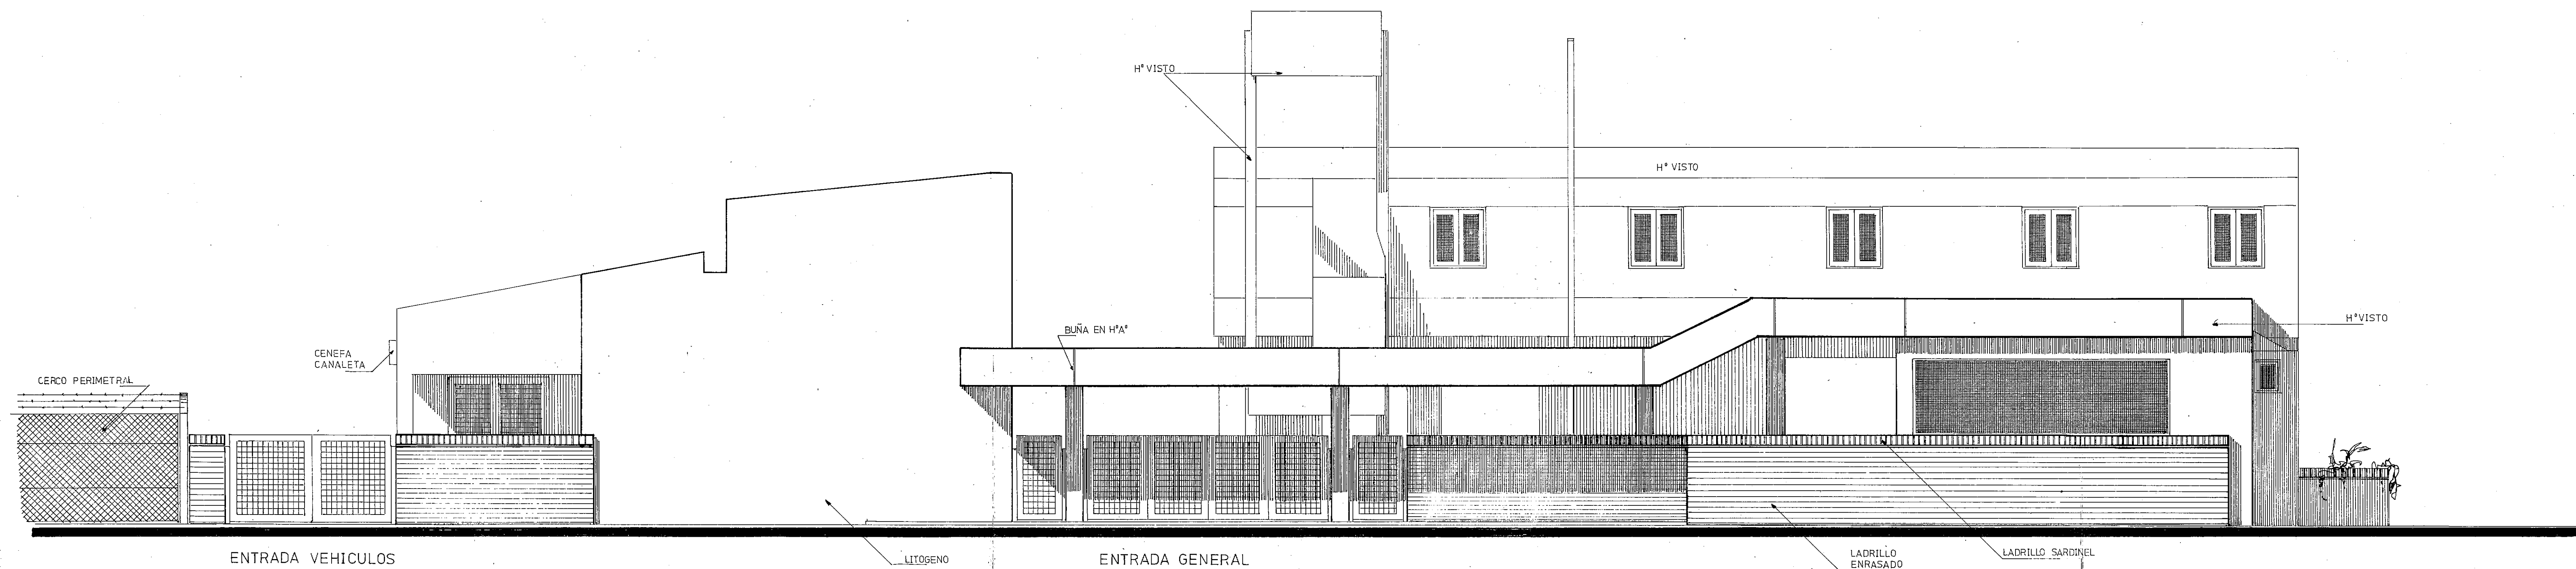 H° VISTO
H° VISTO
BUÑA EN H°A°
H° VISTO
CENEFA
CANALETA
CERCO PERIMETRAL
ENTRADA VEHICULOS
LITOGENO
ENTRADA GENERAL
LADRILLO
ENRASADO
LADRILLO SARDINEL